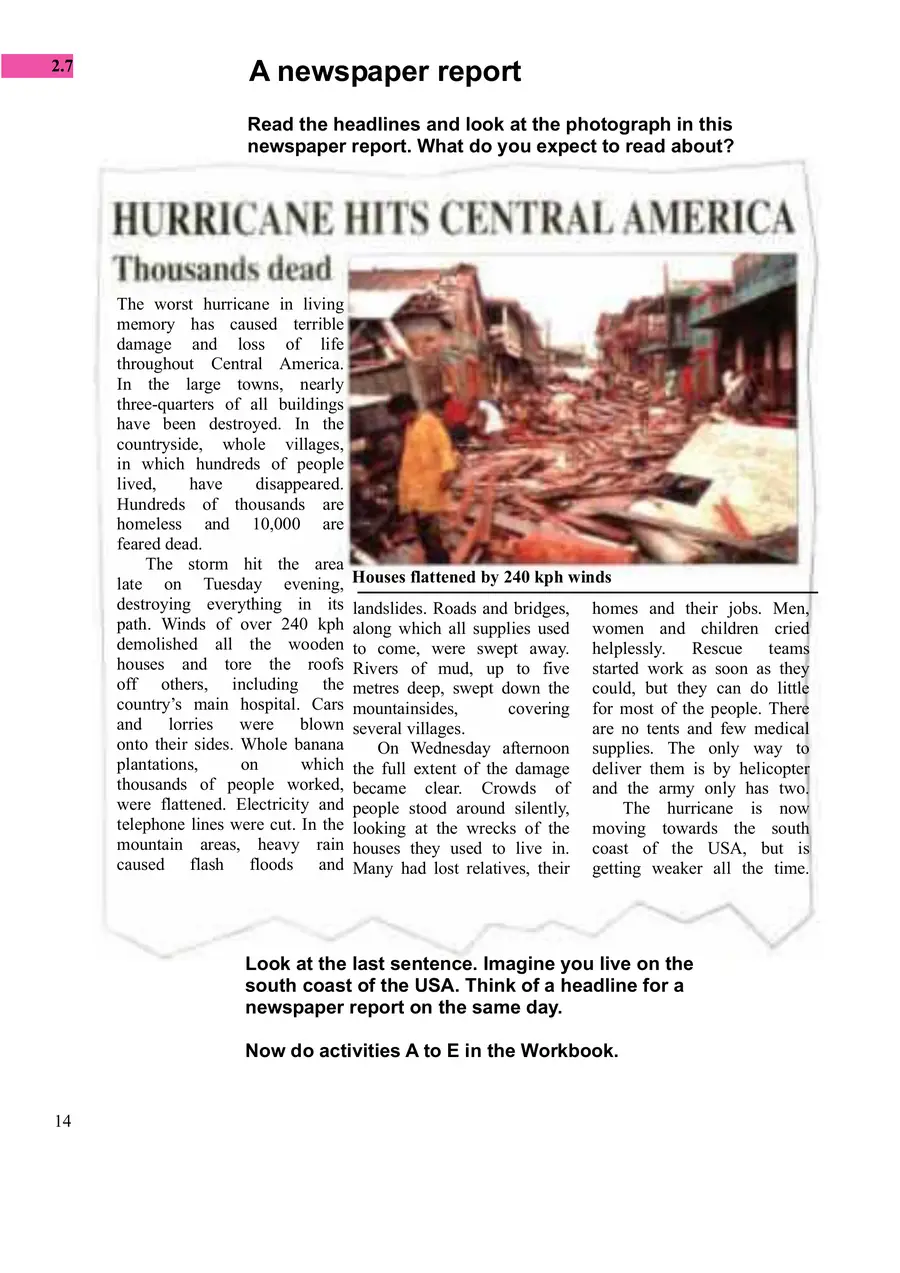 2.7
A newspaper report
Read the headlines and look at the photograph in this
newspaper report. What do you expect to read about?
HURRICANE HITS CENTRAL AMERICA
Thousands dead
The worst hurricane in living
memory has caused terrible
damage and loss of life
throughout Central America.
In the large towns, nearly
three-quarters of all buildings
have been destroyed. In the
countryside, whole villages,
in which hundreds of people
lived, have disappeared.
Hundreds of thousands are
homeless and 10,000 are
feared dead.
The storm hit the area
late on Tuesday evening,
destroying everything in its
path. Winds of over 240 kph
demolished all the wooden
houses and tore the roofs
off others, including the
country's main hospital. Cars
and lorries were blown
onto their sides. Whole banana
plantations, on which
thousands of people worked,
were flattened. Electricity and
telephone lines were cut. In the
mountain areas, heavy rain
caused flash floods and
Houses flattened by 240 kph winds
landslides. Roads and bridges,
along which all supplies used
to come, were swept away.
Rivers of mud, up to five
metres deep, swept down the
mountainsides, covering
several villages.
On Wednesday afternoon
the full extent of the damage
became clear. Crowds of
people stood around silently,
looking at the wrecks of the
houses they used to live in.
Many had lost relatives, their
homes and their jobs. Men,
women and children cried
helplessly. Rescue teams
started work as soon as they
could, but they can do little
for most of the people. There
are no tents and few medical
supplies. The only way to
deliver them is by helicopter
and the army only has two.
The hurricane is now
moving towards the south
coast of the USA, but is
getting weaker all the time.
Look at the last sentence. Imagine you live on the
south coast of the USA. Think of a headline for a
newspaper report on the same day.
Now do activities A to E in the Workbook.
14